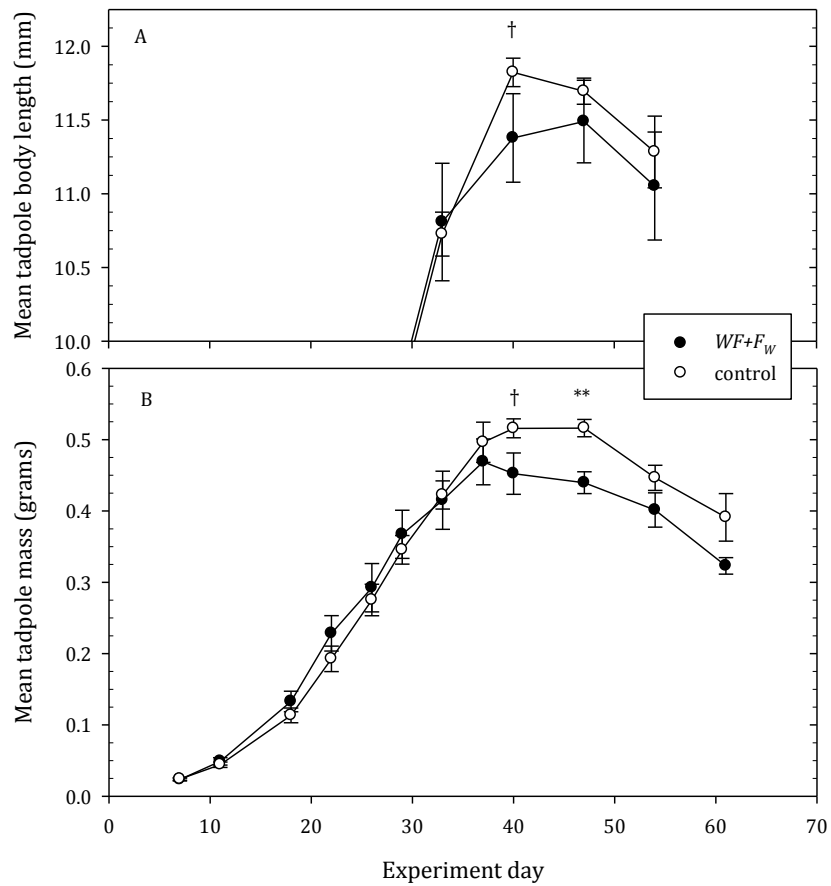 A
†
12.0
11.5
11.0
10.5
10.0
Mean tadpole body length (mm)
WF+F_W
control
B
†
**
0.6
0.5
0.4
0.3
0.2
0.1
0.0
Mean tadpole mass (grams)
0 10 20 30 40 50 60 70
Experiment day